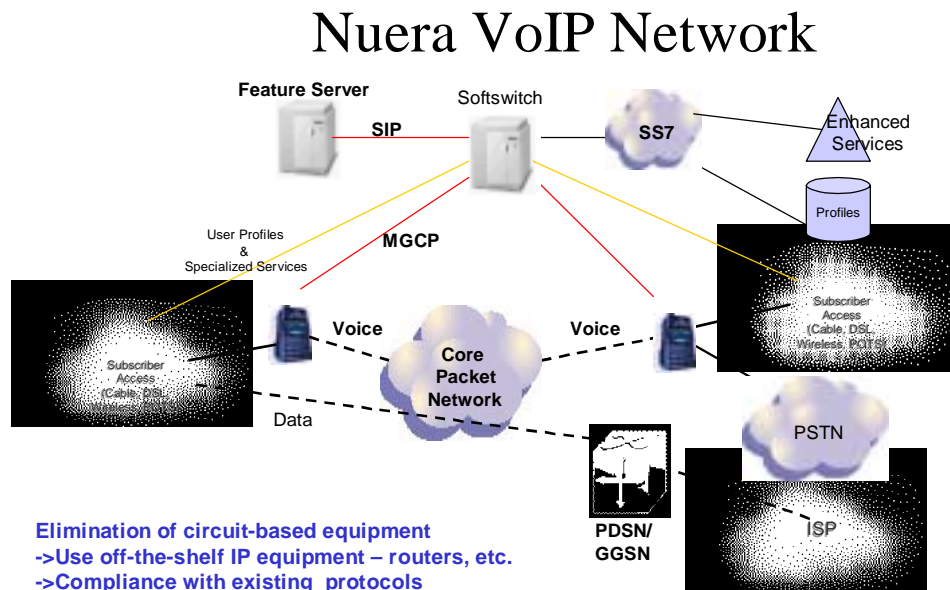 Nuera VoIP Network
Feature Server
Softswitch
SIP
SS7
Enhanced
Services
Profiles
User Profiles
&
Specialized Services
MGCP
Voice
Voice
Core
Packet
Network
Subscriber
Access
(Cable, DSL,
Wireless, POTS)
Subscriber
Access
(Cable, DSL,
Wireless,
Data
PSTN
PDSN/
GGSN
ISP
Elimination of circuit-based equipment
->Use off-the-shelf IP equipment – routers, etc.
->Compliance with existing protocols